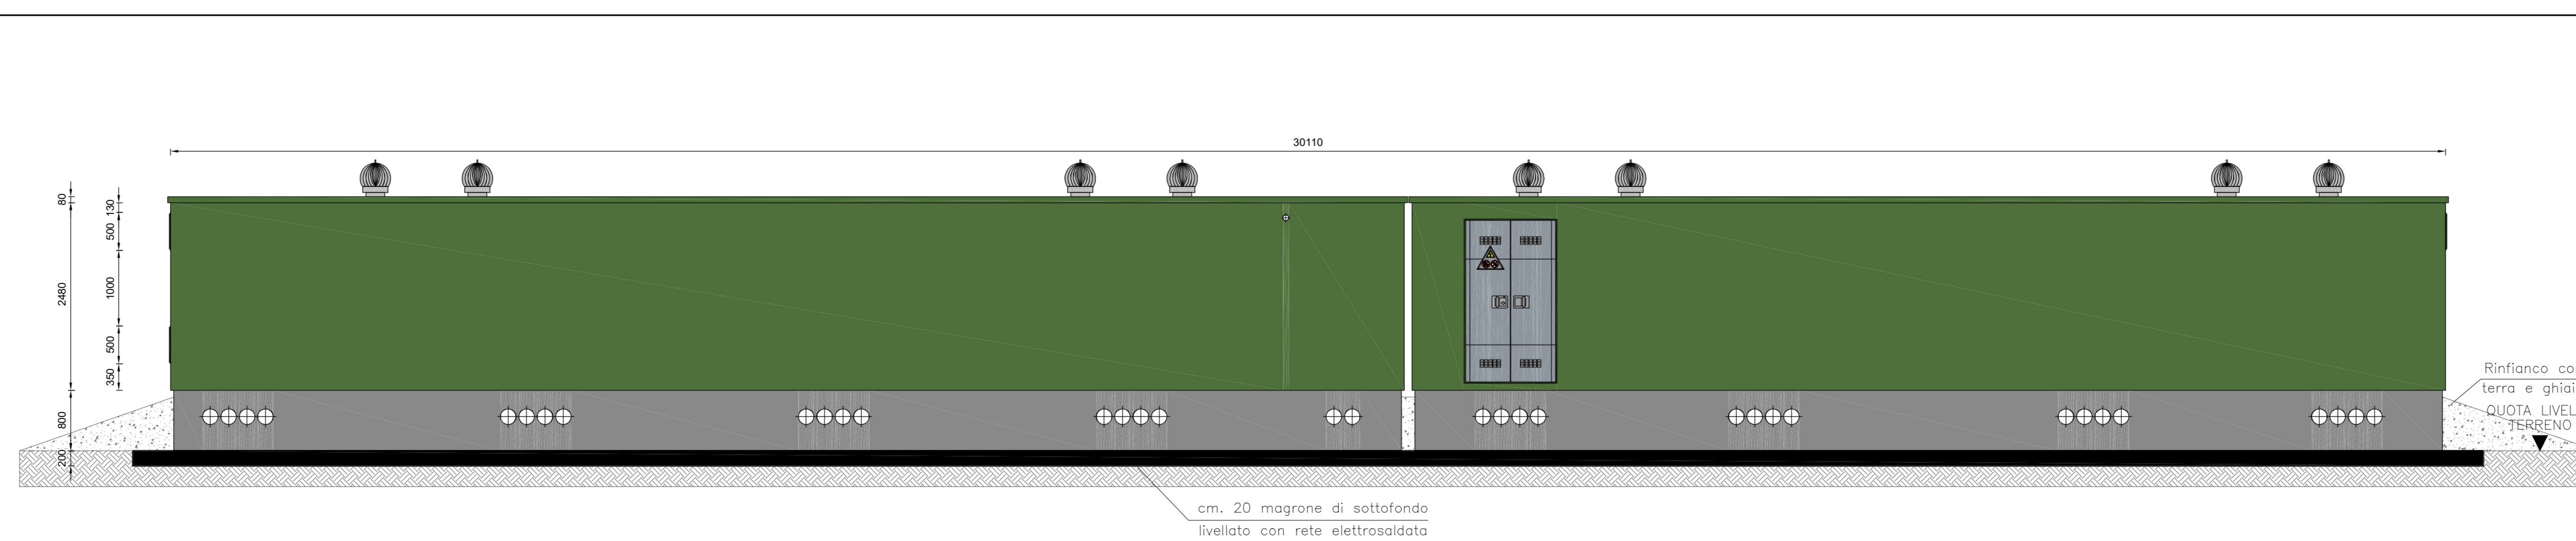 30110
80
130
500
2480
1000
500
350
800
200
Rinfianco co
terra e ghiai
QUOTA LIVEL
TERRENO
cm. 20 magrone di sottofondo
livellato con rete elettrosaldata